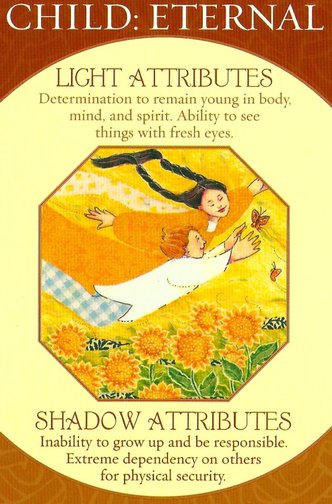 CHILD: ETERNAL
LIGHT ATTRIBUTES
Determination to remain young in body,
mind, and spirit. Ability to see
things with fresh eyes.
SHADOW ATTRIBUTES
Inability to grow up and be responsible.
Extreme dependency on others
for physical security.